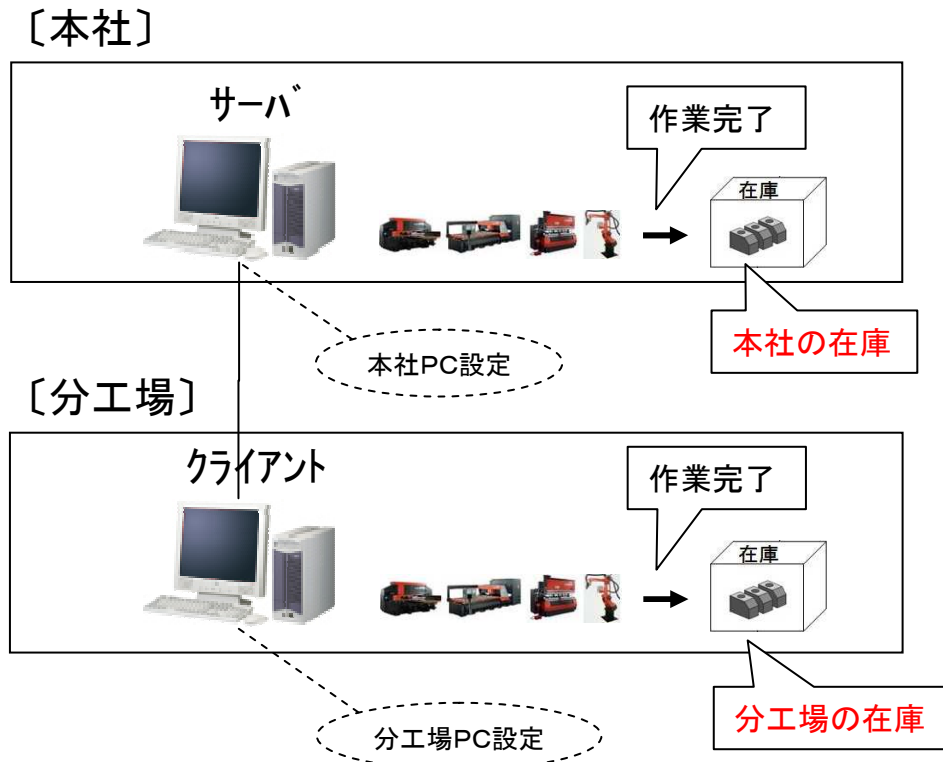 〔本社〕
サーバ
作業完了
在庫
本社の在庫
本社PC設定
〔分工場〕
クライアント
作業完了
在庫
分工場の在庫
分工場PC設定